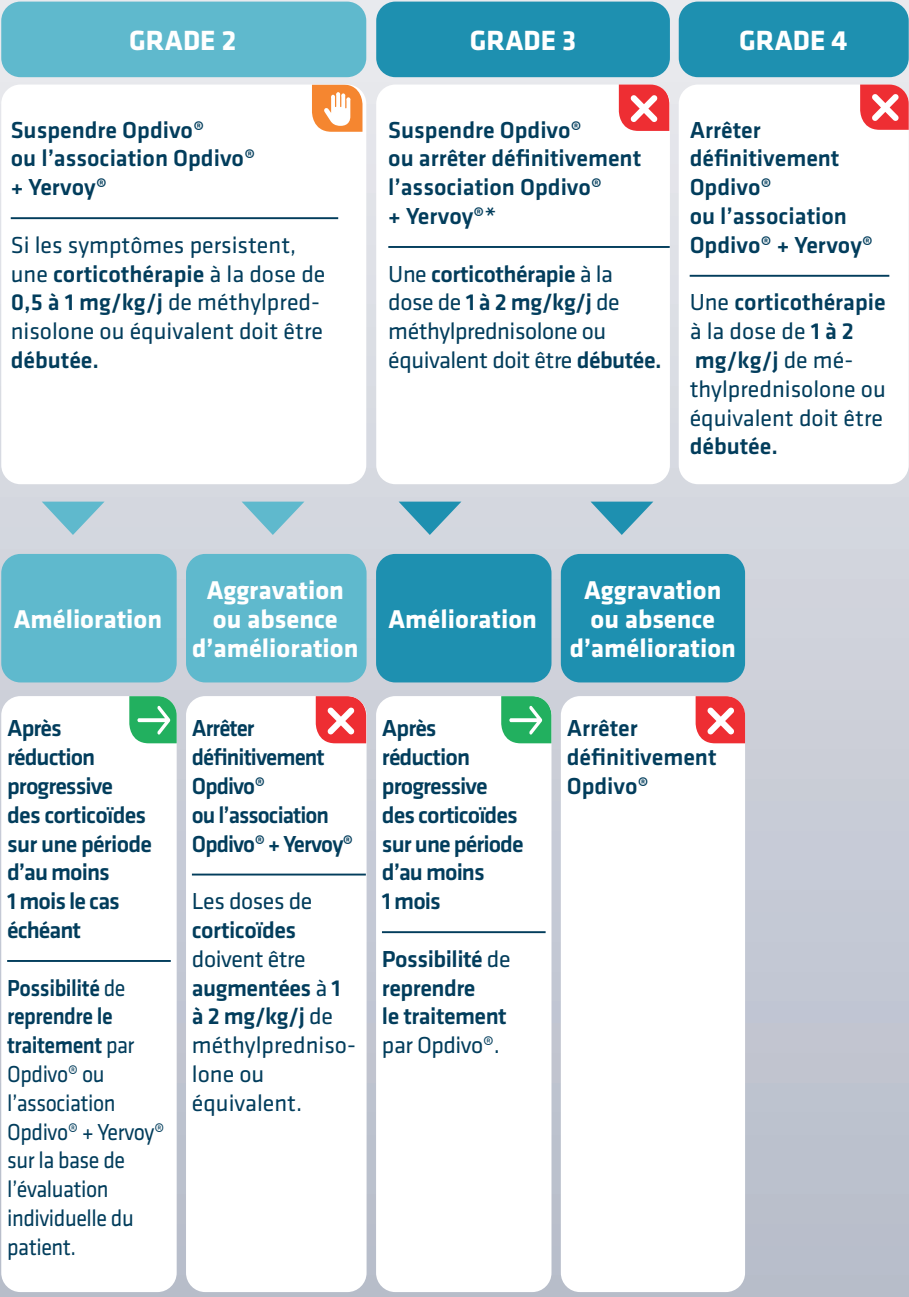 GRADE 2
Suspendre Opdivo®
ou l'association Opdivo®
+ Yervoy®
Si les symptômes persistent,
une corticothérapie à la dose de
0,5 à 1 mg/kg/j de méthylpred-
nisolone ou équivalent doit être
débutée.
GRADE 3
Suspendre Opdivo®
ou arrêter définitivement
l'association Opdivo®
+ Yervoy®*
Une corticothérapie à la
dose de 1 à 2 mg/kg/j de
méthylprednisolone ou
équivalent doit être débutée.
GRADE 4
Arrêter
définitivement
Opdivo®
ou l'association
Opdivo® + Yervoy®
Une corticothérapie
à la dose de 1 à 2
mg/kg/j de mé-
thylprednisolone ou
équivalent doit être
débutée.
Amélioration
Après
réduction
progressive
des corticoïdes
sur une période
d'au moins
1 mois le cas
échéant
Possibilité de
reprendre le
traitement par
Opdivo® ou
l'association
Opdivo® + Yervoy®
sur la base de
l'évaluation
individuelle du
patient.
Aggravation
ou absence
d'amélioration
Arrêter
définitivement
Opdivo®
ou l'association
Opdivo® + Yervoy®
Les doses de
corticoïdes
doivent être
augmentées à 1
à 2 mg/kg/j de
méthylpredniso-
lone ou
équivalent.
Amélioration
Après
réduction
progressive
des corticoïdes
sur une période
d'au moins
1 mois
Possibilité de
reprendre
le traitement
par Opdivo®.
Aggravation
ou absence
d'amélioration
Arrêter
définitivement
Opdivo®